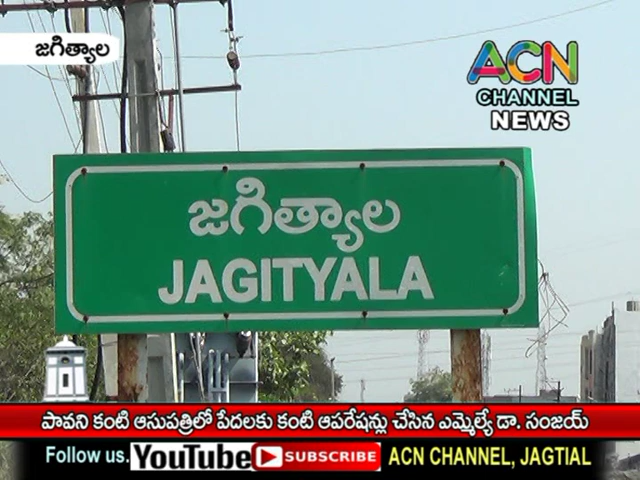 జగిత్యాల
ACN
CHANNEL
NEWS
జగిత్యాల
JAGITYALA
పావని కంటి ఆసుపత్రిలో పేదలకు కంటి ఆపరేషన్లు చేసిన ఎమ్మెల్యే డా. సంజయ్
Follow us. YouTube SUBSCRIBE ACN CHANNEL, JAGTIAL